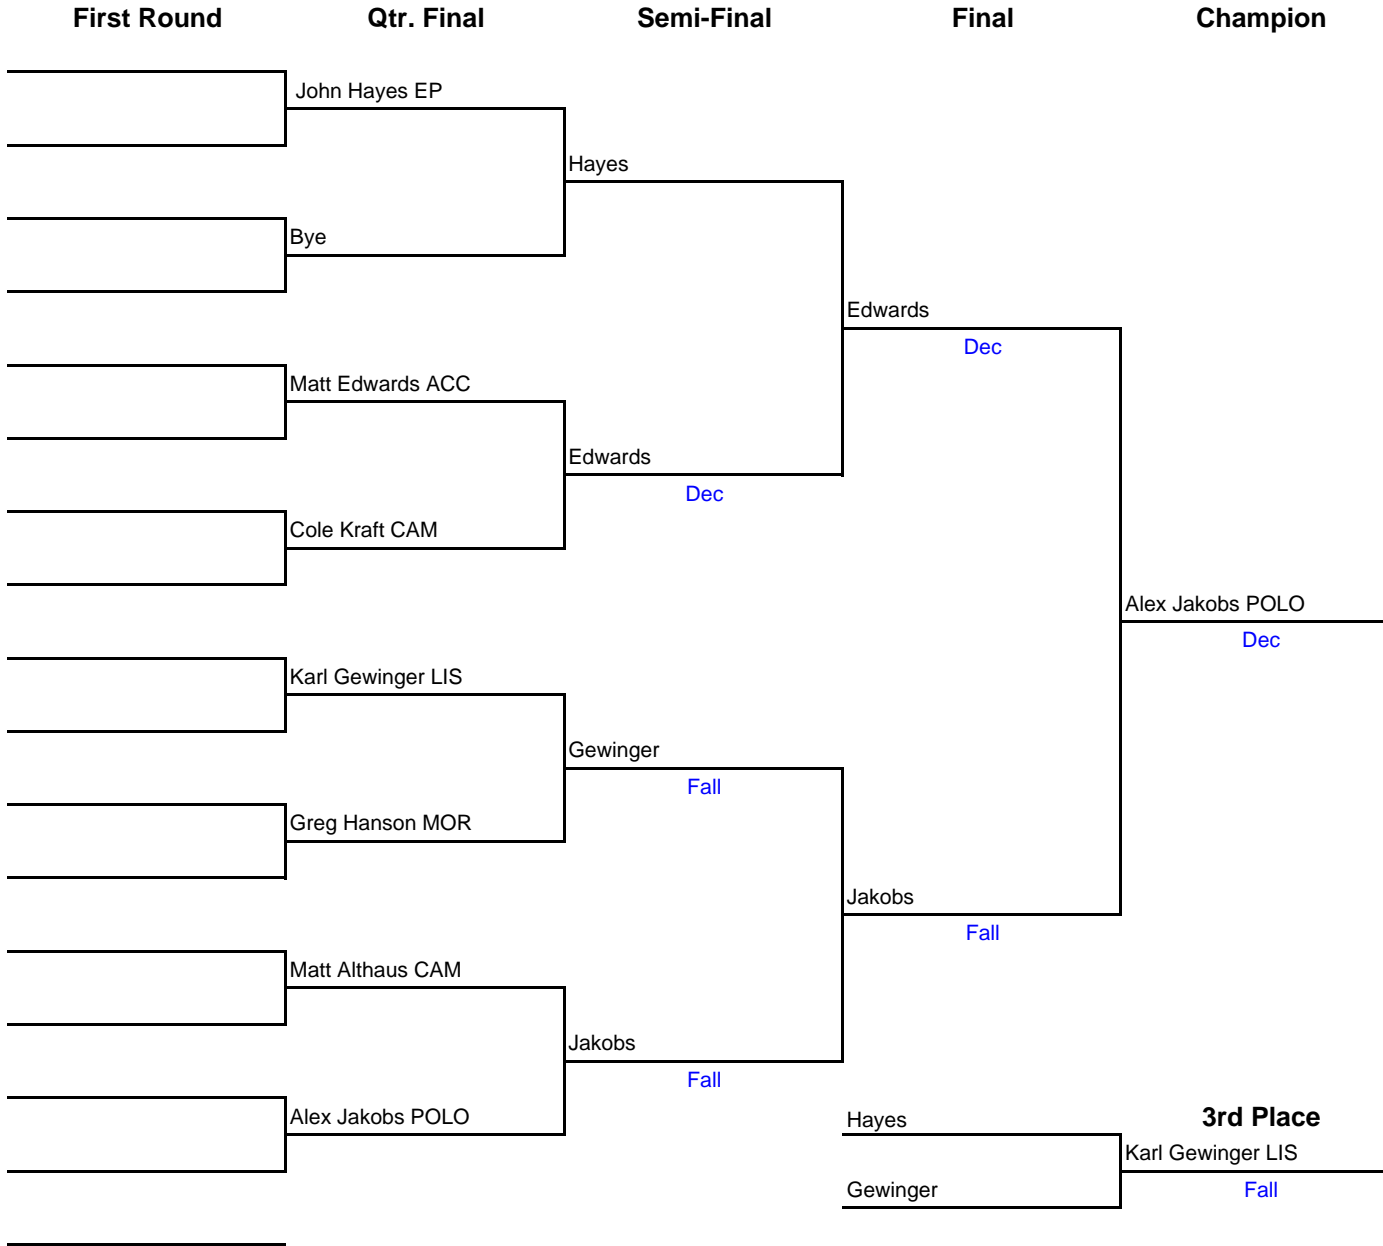 First Round Qtr. Final Semi-Final Final Champion
John Hayes EP
Hayes
Bye
Edwards
Dec
Matt Edwards ACC
Edwards
Dec
Cole Kraft CAM
Alex Jakobs POLO
Dec
Karl Gewinger LIS
Gewinger
Fall
Greg Hanson MOR
Jakobs
Fall
Matt Althaus CAM
Jakobs
Fall
Alex Jakobs POLO
Hayes
3rd Place
Karl Gewinger LIS
Gewinger
Fall